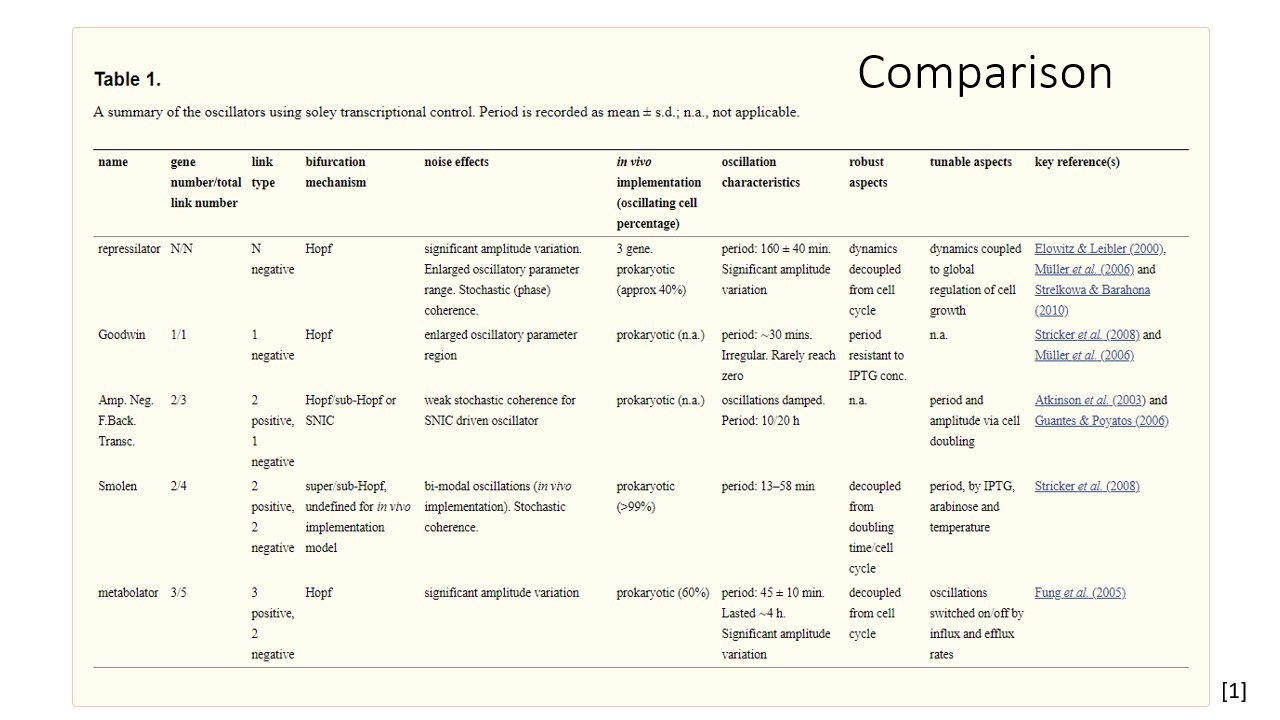 Comparison
Table 1.
A summary of the oscillators using soley transcriptional control. Period is recorded as mean ± s.d.; n.a., not applicable.
name
gene
number/total
link number
link
type
bifurcation
mechanism
noise effects
in vivo
implementation
(oscillating cell
percentage)
oscillation
characteristics
robust
aspects
tunable aspects
key reference(s)
repressilator
N/N
N
negative
Hopf
significant amplitude variation.
Enlarged oscillatory parameter
range. Stochastic (phase)
coherence.
3 gene.
prokaryotic
(approx 40%)
period: 160 ± 40 min.
Significant amplitude
variation
dynamics
decoupled
from cell
cycle
dynamics coupled
to global
regulation of cell
growth
Elowitz & Leibler (2000),
Müller et al. (2006) and
Strelkowa & Barahona
(2010)
Goodwin
1/1
1
negative
Hopf
enlarged oscillatory parameter
region
prokaryotic (n.a.)
period: ~30 mins.
Irregular. Rarely reach
zero
period
resistant to
IPTG conc.
n.a.
Stricker et al. (2008) and
Müller et al. (2006)
Amp. Neg.
F.Back.
Transc.
2/3
2
positive,
1
negative
Hopf/sub-Hopf or
SNIC
weak stochastic coherence for
SNIC driven oscillator
prokaryotic (n.a.)
oscillations damped.
Period: 10/20 h
n.a.
period and
amplitude via cell
doubling
Atkinson et al. (2003) and
Guantes & Poyatos (2006)
Smolen
2/4
2
positive,
2
negative
super/sub-Hopf,
undefined for in vivo
implementation
model
bi-modal oscillations (in vivo
implementation). Stochastic
coherence.
prokaryotic
(>99%)
period: 13–58 min
decoupled
from
doubling
time/cell
cycle
period, by IPTG,
arabinose and
temperature
Stricker et al. (2008)
metabolator
3/5
3
positive,
2
negative
Hopf
significant amplitude variation
prokaryotic (60%)
period: 45 ± 10 min.
Lasted ~4 h.
Significant amplitude
variation
decoupled
from cell
cycle
oscillations
switched on/off by
influx and efflux
rates
Fung et al. (2005)
[1]